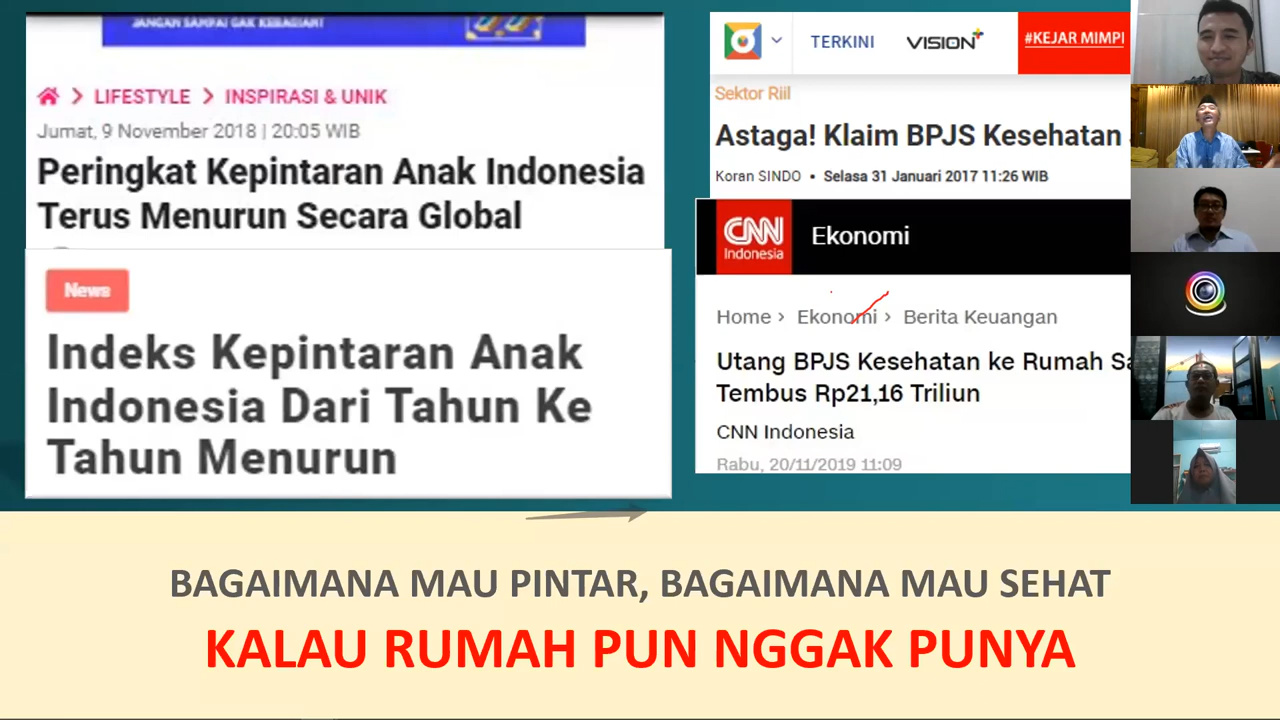 JANGAN SAMPAI GAK KEBAGIAN!
LIFESTYLE > INSPIRASI & UNIK
Jumat, 9 November 2018 | 20:05 WIB
Peringkat Kepintaran Anak Indonesia
Terus Menurun Secara Global
News
Indeks Kepintaran Anak
Indonesia Dari Tahun Ke
Tahun Menurun
TERKINI
VISION+
#KEJAR MIMPI
Sektor Riil
Astaga! Klaim BPJS Kesehatan
Koran SINDO • Selasa 31 Januari 2017 11:26 WIB
CNN
Indonesia
Ekonomi
Home > Ekonomi > Berita Keuangan
Utang BPJS Kesehatan ke Rumah Sa
Tembus Rp21,16 Triliun
CNN Indonesia
Rabu, 20/11/2019 11:09
BAGAIMANA MAU PINTAR, BAGAIMANA MAU SEHAT
KALAU RUMAH PUN NGGAK PUNYA